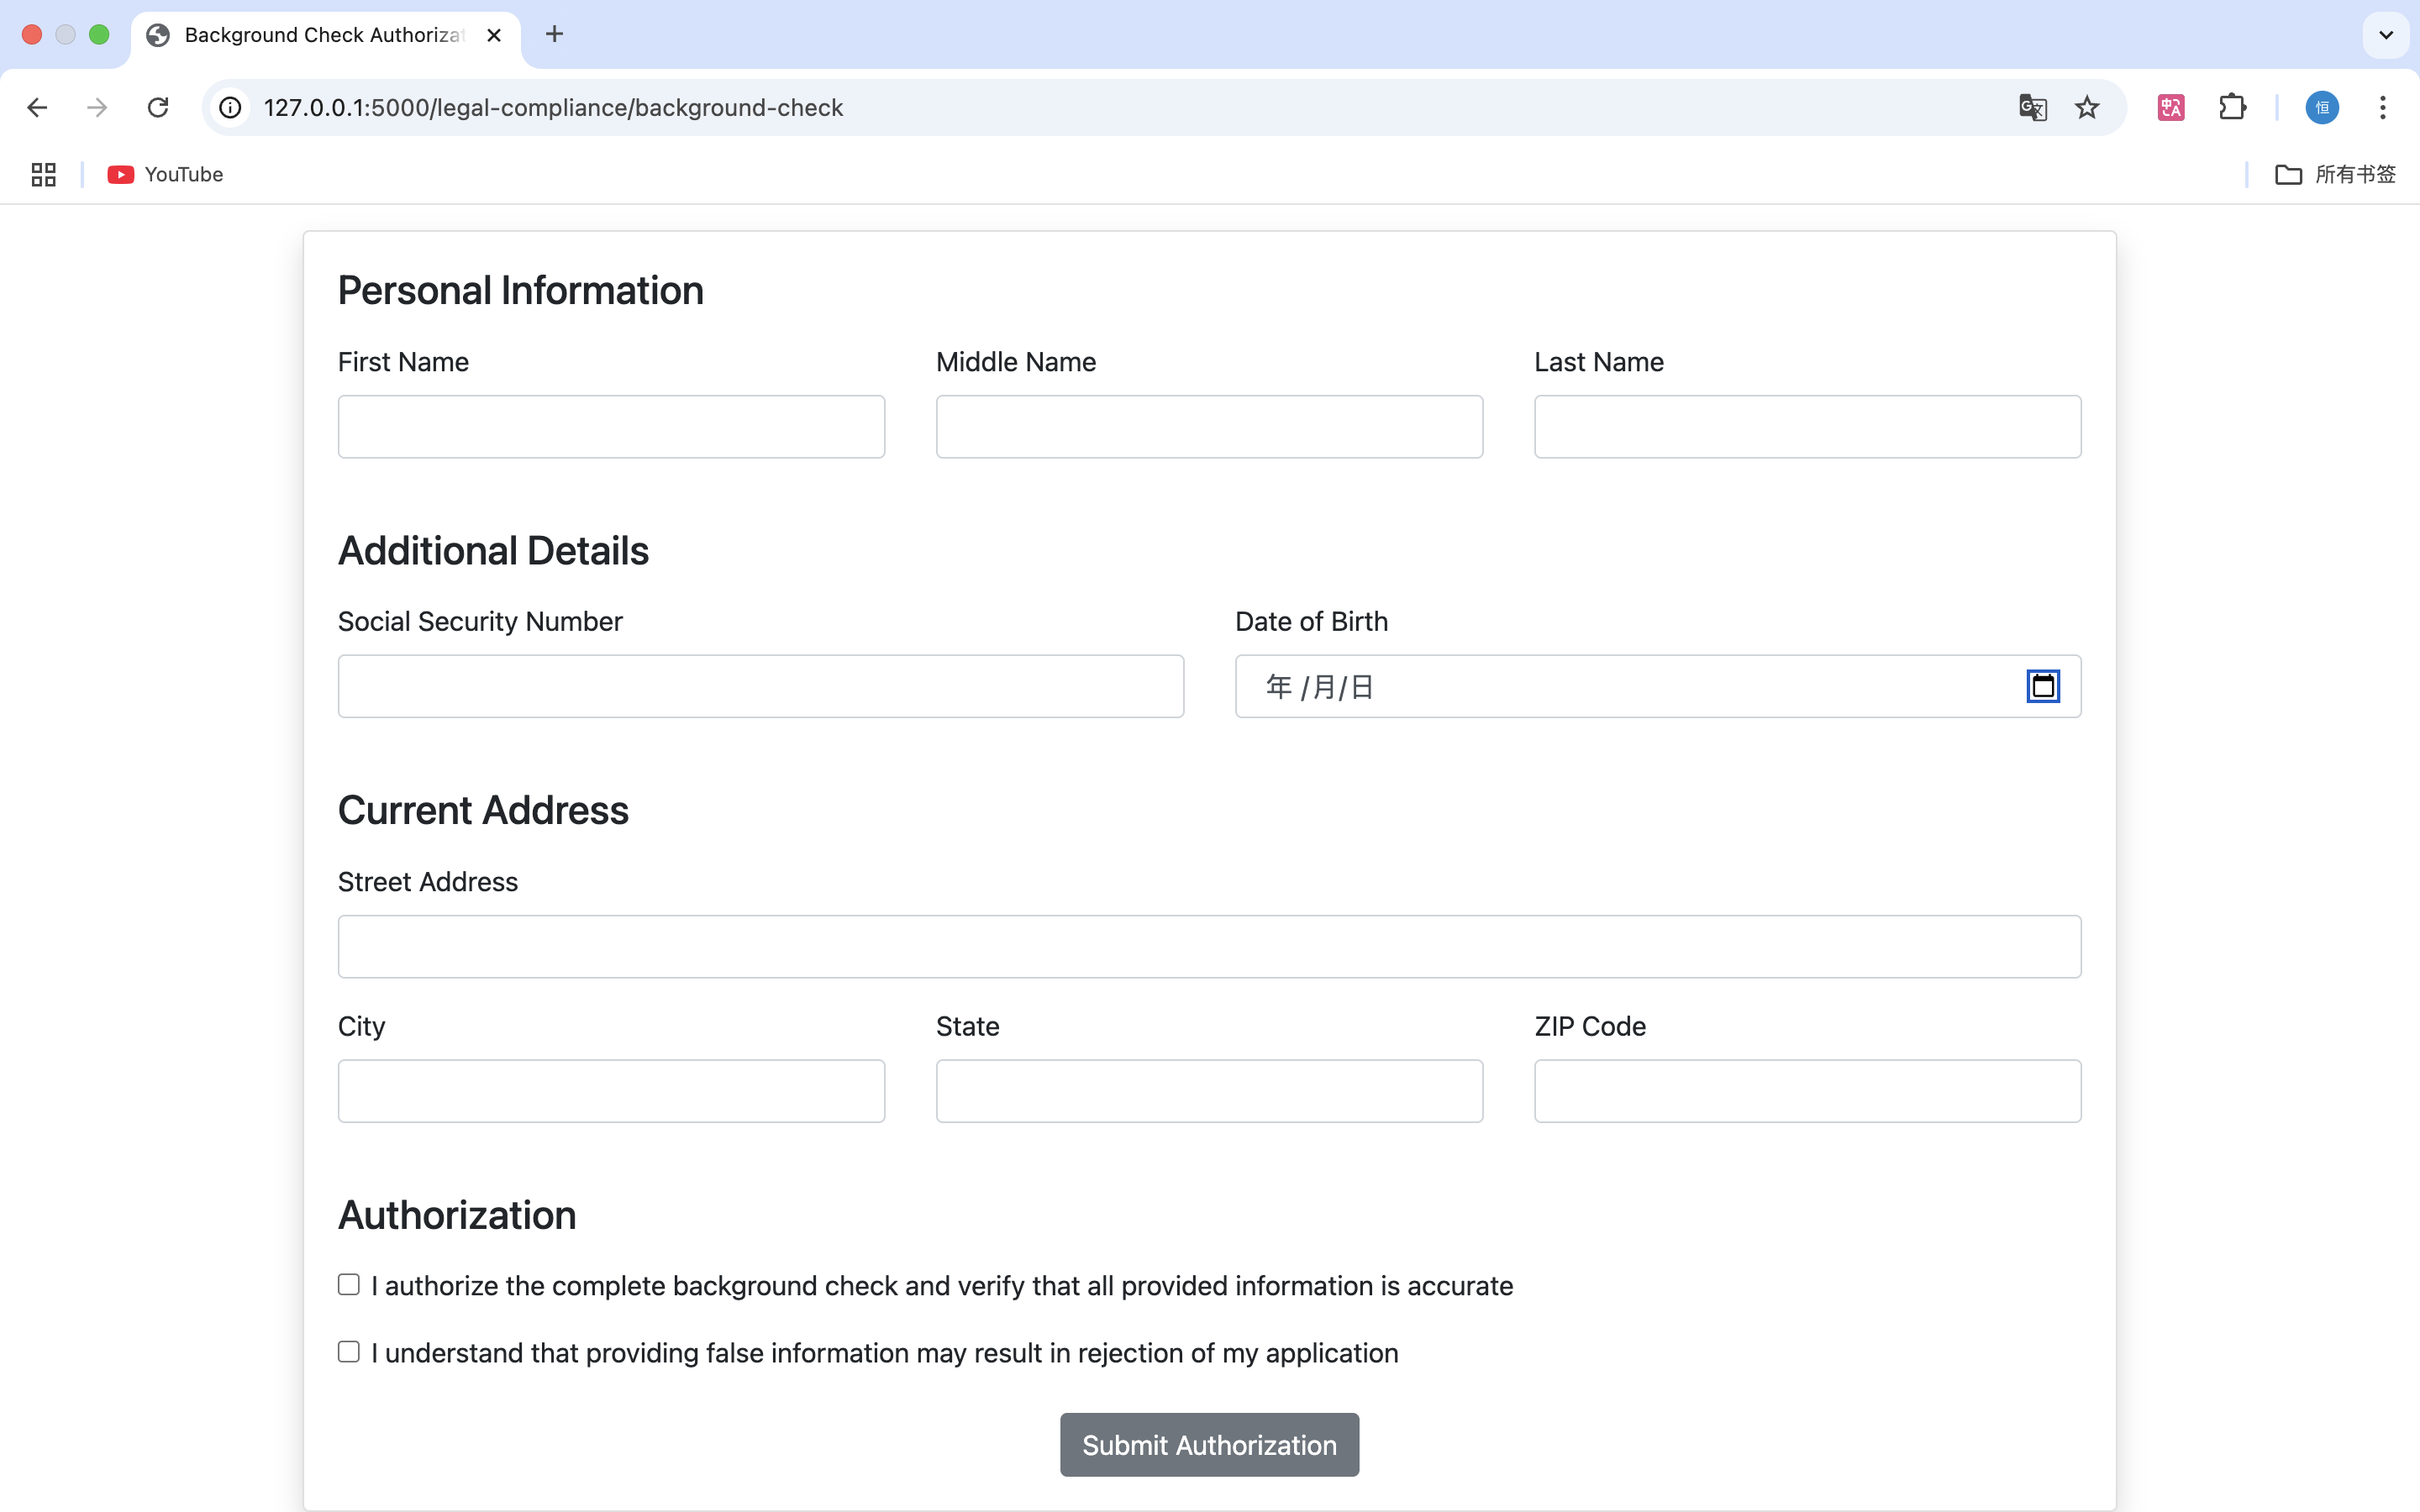 Background Check Authorizat
127.0.0.1:5000/legal-compliance/background-check
恒
YouTube
所有书签
Personal Information
First Name
Middle Name
Last Name
Additional Details
Social Security Number
Date of Birth
年 /月/日
Current Address
Street Address
City
State
ZIP Code
Authorization
I authorize the complete background check and verify that all provided information is accurate
I understand that providing false information may result in rejection of my application
Submit Authorization